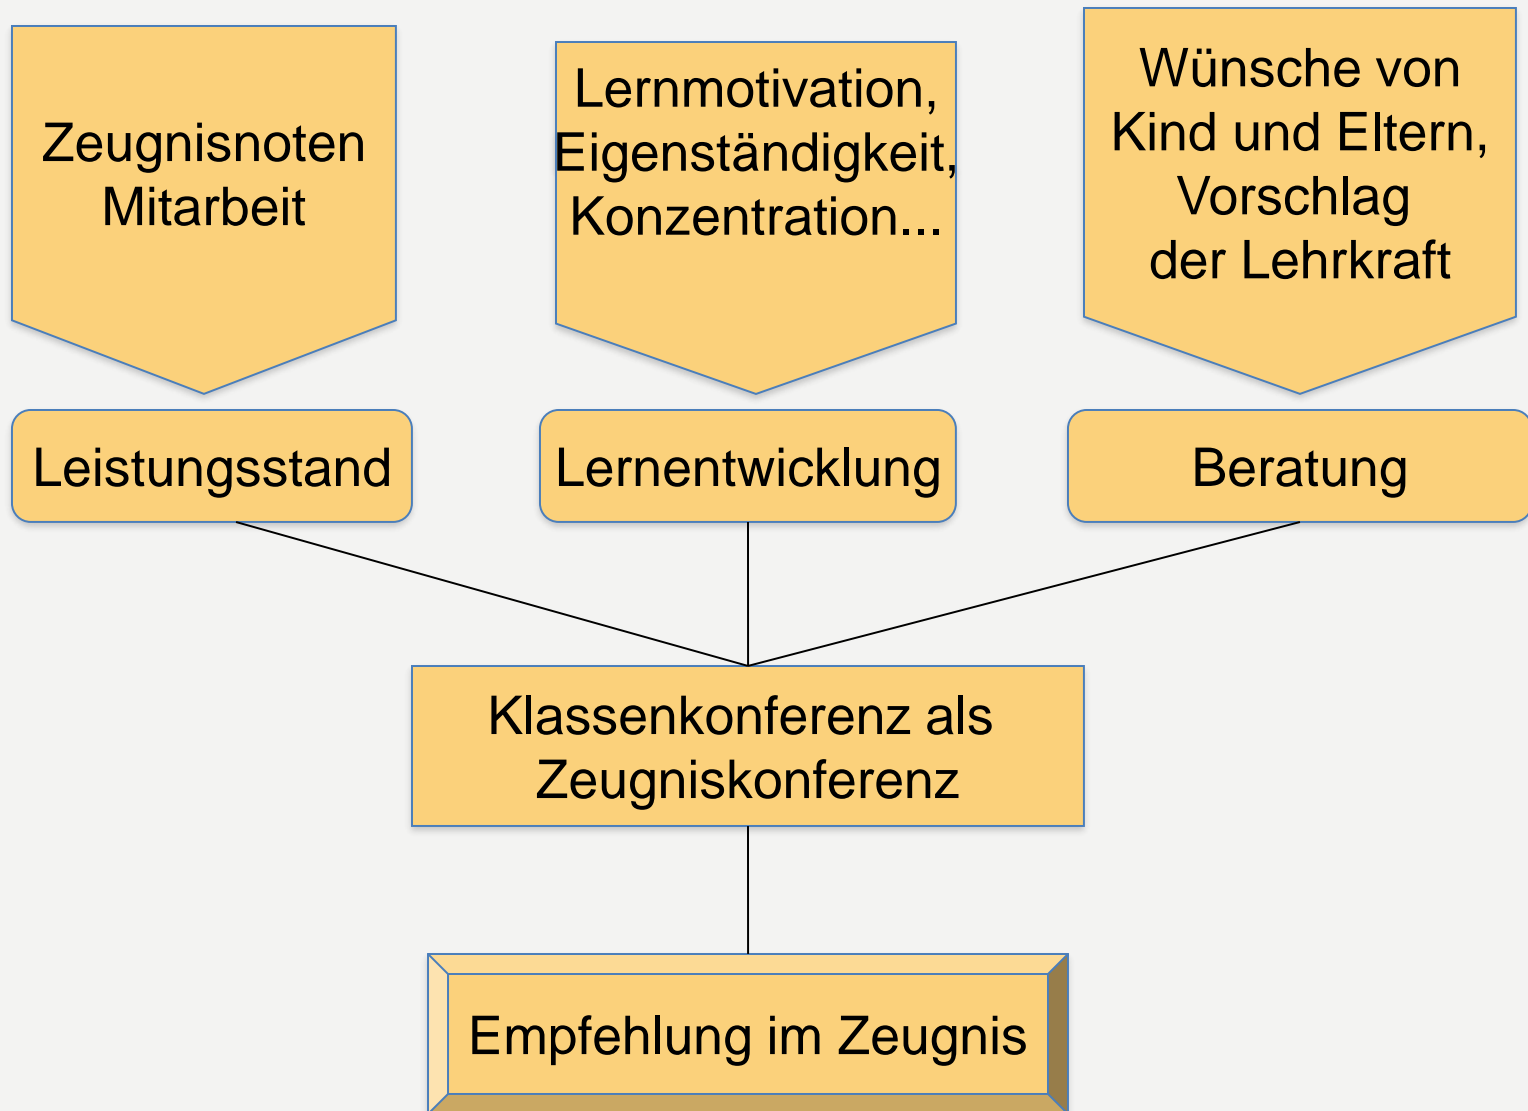 Zeugnisnoten
Mitarbeit
Lernmotivation,
Eigenständigkeit,
Konzentration...
Wünsche von
Kind und Eltern,
Vorschlag
der Lehrkraft
Leistungsstand
Lernentwicklung
Beratung
Klassenkonferenz als
Zeugniskonferenz
Empfehlung im Zeugnis